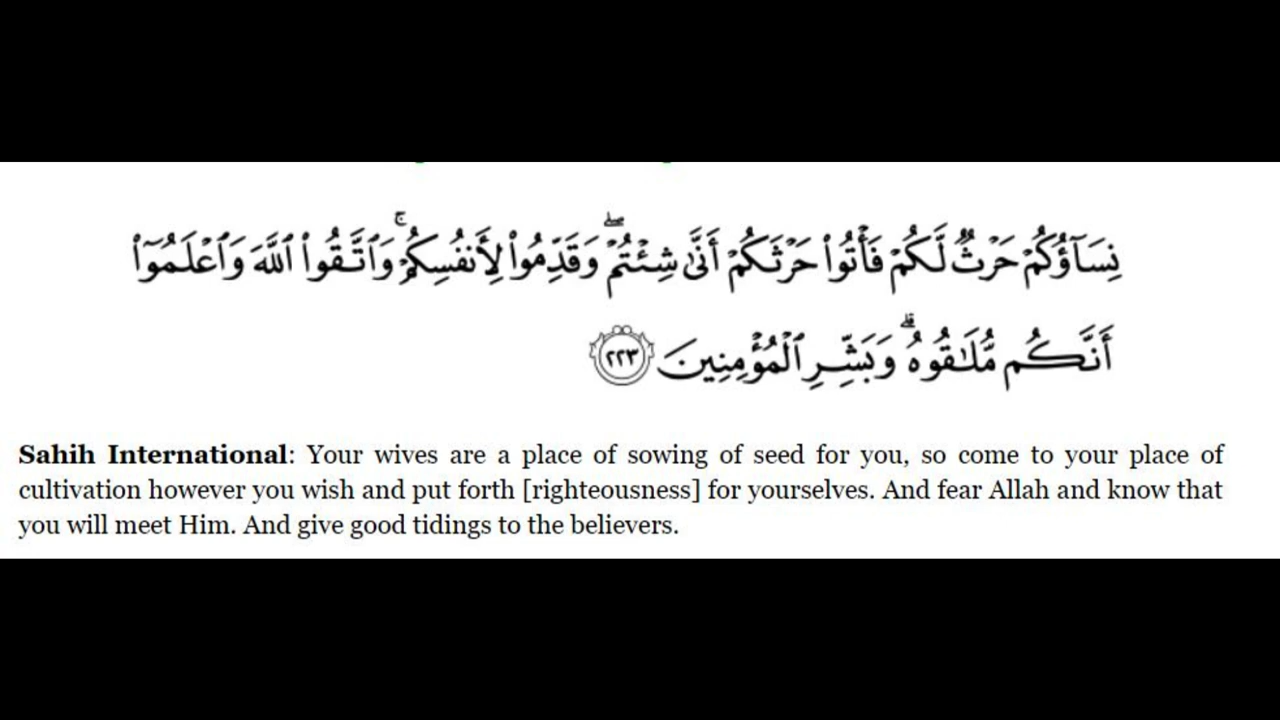 نِسَآؤُكُمْ حَرْثٌ لَّكُمْ فَأْتُوا۟ حَرْثَكُمْ أَنَّىٰ شِئْتُمْ ۖ وَقَدِّمُوا۟ لِأَنفُسِكُمْ ۚ وَٱتَّقُوا۟ ٱللَّهَ وَٱعْلَمُوٓا۟
أَنَّكُم مُّلَـٰقُوهُ ۗ وَبَشِّرِ ٱلْمُؤْمِنِينَ ٢٢٣
Sahih International: Your wives are a place of sowing of seed for you, so come to your place of
cultivation however you wish and put forth [righteousness] for yourselves. And fear Allah and know that
you will meet Him. And give good tidings to the believers.